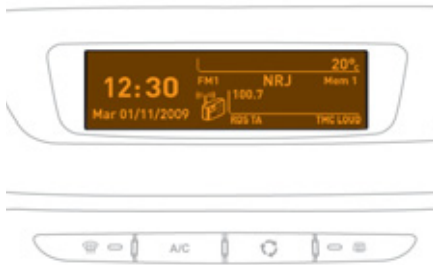 20°c
12:30
FM1 NRJ Mem 1
100.7
Mar 01/11/2009
RDS TA TMC LOUD
A/C